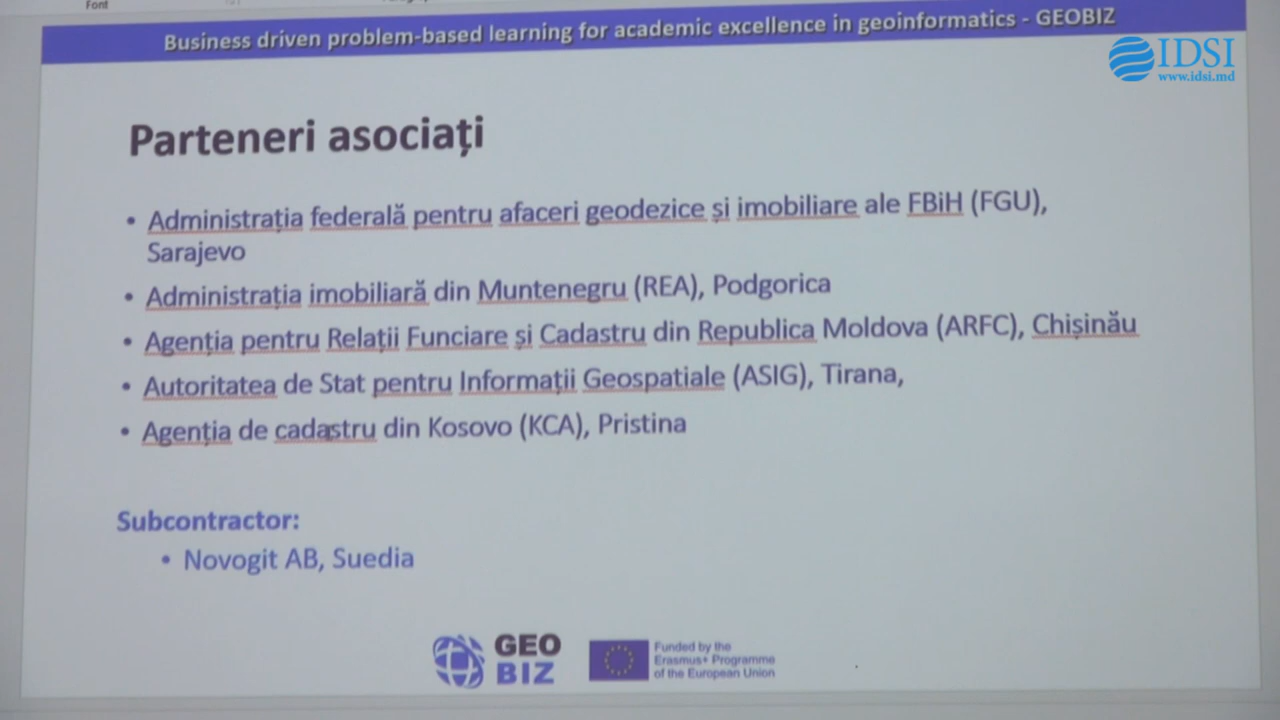 Font
Business driven problem-based learning for academic excellence in geoinformatics - GEOBIZ
IDSI
www.idsi.md
Parteneri asociați
• Administrația federală pentru afaceri geodezice și imobiliare ale FBiH (FGU),
Sarajevo
• Administrația imobiliară din Muntenegru (REA), Podgorica
• Agenția pentru Relații Funciare și Cadastru din Republica Moldova (ARFC), Chișinău
• Autoritatea de Stat pentru Informații Geospatiale (ASIG), Tirana,
• Agenția de cadastru din Kosovo (KCA), Pristina
Subcontractor:
• Novogit AB, Suedia
GEO
BIZ
Funded by the
Erasmus+ Programme
of the European Union